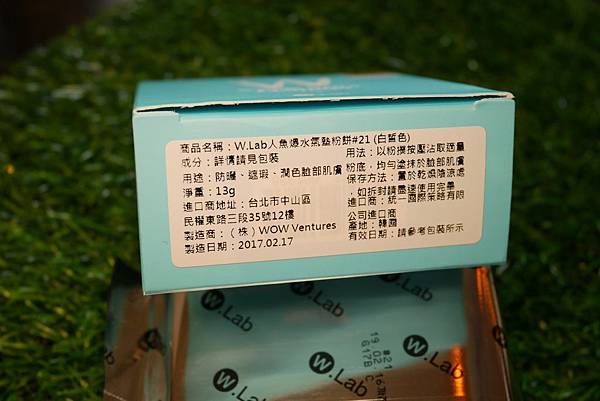 商品名稱：W.Lab人魚爆水氣墊粉餅#21 (白皙色)
成分：詳情請見包裝
用途：防曬、遮瑕、潤色臉部肌膚
淨重：13g
進口商地址：台北市中山區
民權東路三段35號12樓
製造商：（株）WOW Ventures
製造日期：2017.02.17
用法：以粉撲按壓沾取適量
粉底，均勻塗抹於臉部肌膚
保存方法：置於乾燥陰涼處
，如拆封請盡速使用完畢
進口商：統一國際策略有限
公司進口商
產地：韓國
有效日期：請參考包裝所示
W.Lab
W.Lab
W.Lab
W.Lab
#21